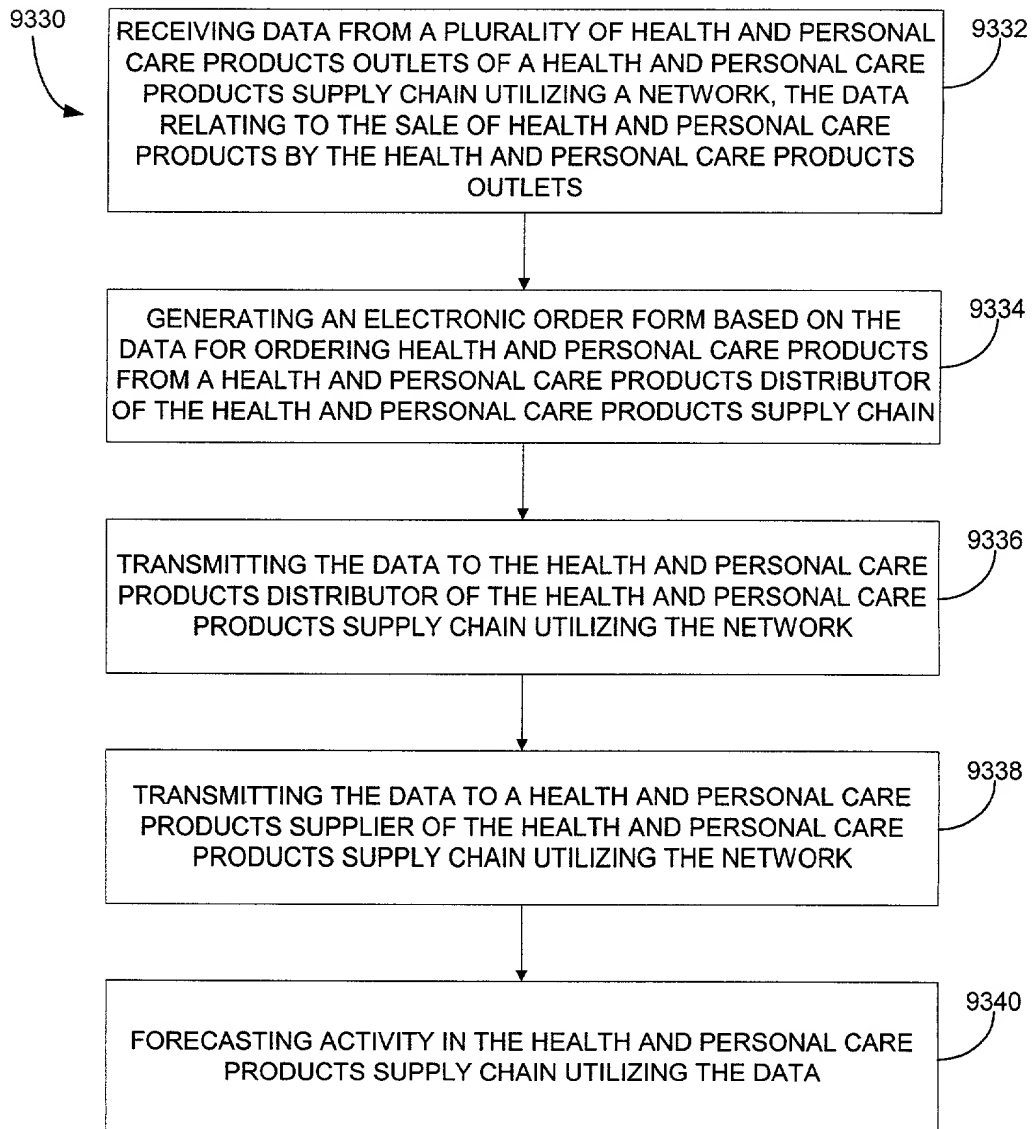 9330
RECEIVING DATA FROM A PLURALITY OF HEALTH AND PERSONAL
CARE PRODUCTS OUTLETS OF A HEALTH AND PERSONAL CARE
PRODUCTS SUPPLY CHAIN UTILIZING A NETWORK, THE DATA
RELATING TO THE SALE OF HEALTH AND PERSONAL CARE
PRODUCTS BY THE HEALTH AND PERSONAL CARE PRODUCTS
OUTLETS
9332
GENERATING AN ELECTRONIC ORDER FORM BASED ON THE
DATA FOR ORDERING HEALTH AND PERSONAL CARE PRODUCTS
FROM A HEALTH AND PERSONAL CARE PRODUCTS DISTRIBUTOR
OF THE HEALTH AND PERSONAL CARE PRODUCTS SUPPLY CHAIN
9334
TRANSMITTING THE DATA TO THE HEALTH AND PERSONAL CARE
PRODUCTS DISTRIBUTOR OF THE HEALTH AND PERSONAL CARE
PRODUCTS SUPPLY CHAIN UTILIZING THE NETWORK
9336
TRANSMITTING THE DATA TO A HEALTH AND PERSONAL CARE
PRODUCTS SUPPLIER OF THE HEALTH AND PERSONAL CARE
PRODUCTS SUPPLY CHAIN UTILIZING THE NETWORK
9338
FORECASTING ACTIVITY IN THE HEALTH AND PERSONAL CARE
PRODUCTS SUPPLY CHAIN UTILIZING THE DATA
9340